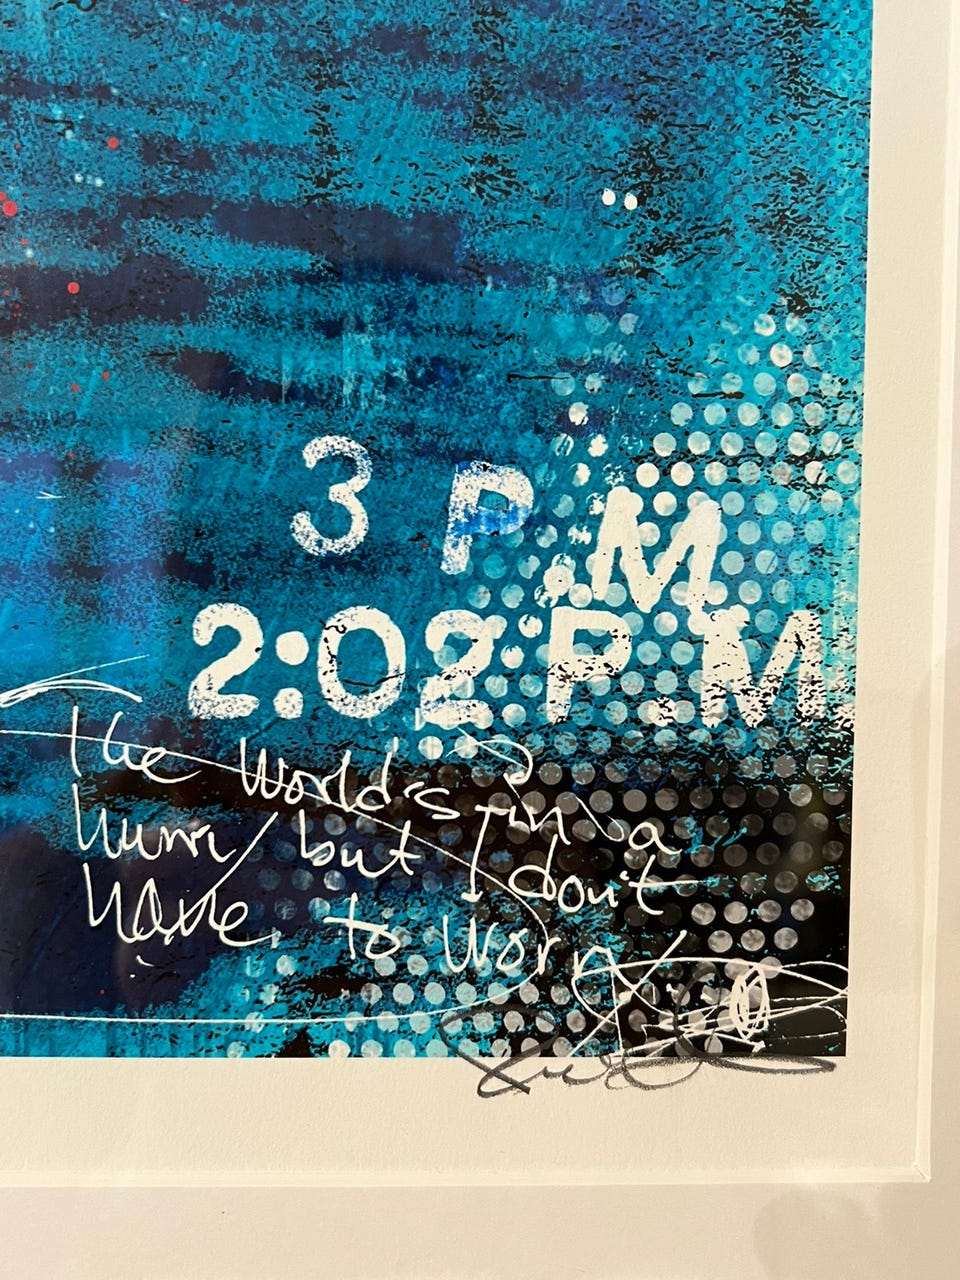 3 P.M
2:02 P.M.
The world's in a
hurry but I don't
have to worry